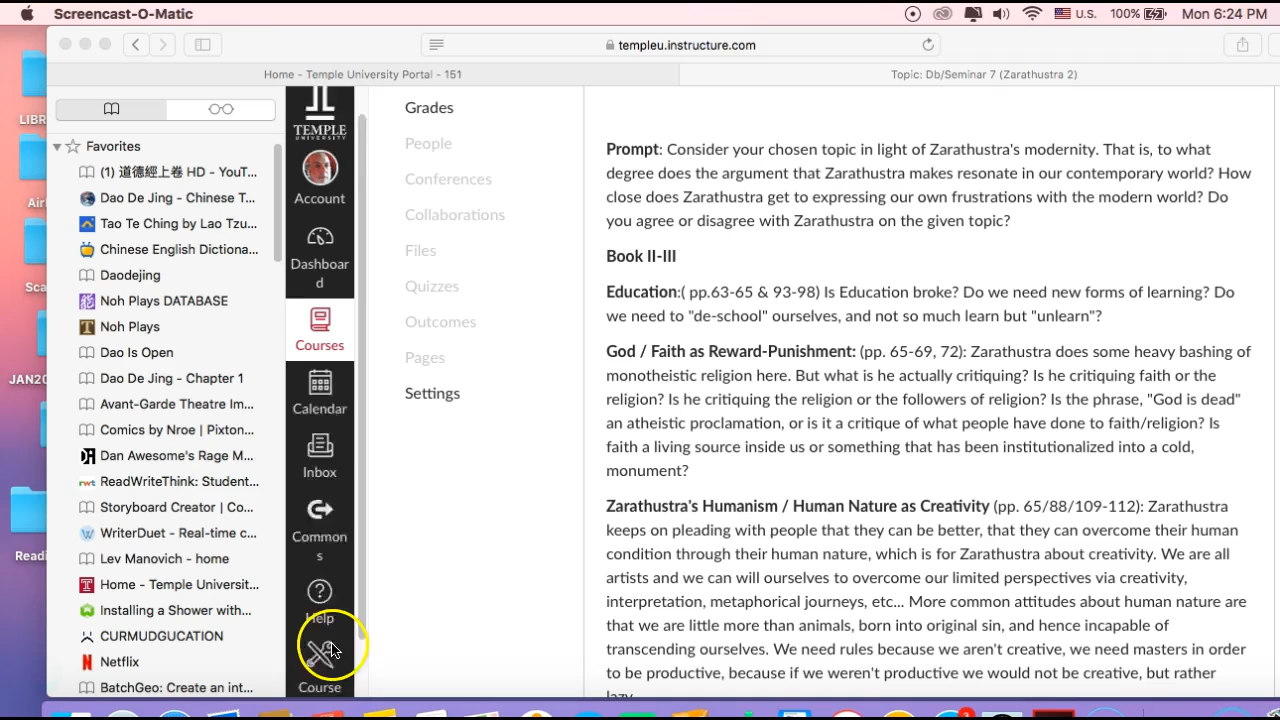 Screencast-O-Matic
U.S. 100% Mon 6:24 PM
templeu.instructure.com
Home - Temple University Portal - 151
Topic: Db/Seminar 7 (Zarathustra 2)
LIBR
Sca
JAN20
Readi
Favorites
(1) 道德經上卷 HD - YouT...
Dao De Jing - Chinese T...
Tao Te Ching by Lao Tzu...
Chinese English Dictiona...
Daodejing
Noh Plays DATABASE
Noh Plays
Dao Is Open
Dao De Jing - Chapter 1
Avant-Garde Theatre Im...
Comics by Nroe | Pixton...
Dan Awesome's Rage M...
ReadWriteThink: Student...
Storyboard Creator | Co...
WriterDuet - Real-time c...
Lev Manovich - home
Home - Temple Universit...
Installing a Shower with...
CURMUDGUCATION
Netflix
BatchGeo: Create an int...
TEMPLE
UNIVERSITY
Account
Dashboar
d
Courses
Calendar
Inbox
Common
s
Help
Course
Grades
People
Conferences
Collaborations
Files
Quizzes
Outcomes
Pages
Settings
Prompt: Consider your chosen topic in light of Zarathustra's modernity. That is, to what
degree does the argument that Zarathustra makes resonate in our contemporary world? How
close does Zarathustra get to expressing our own frustrations with the modern world? Do
you agree or disagree with Zarathustra on the given topic?
Book II-III
Education:( pp.63-65 & 93-98) Is Education broke? Do we need new forms of learning? Do
we need to "de-school" ourselves, and not so much learn but "unlearn"?
God / Faith as Reward-Punishment: (pp. 65-69, 72): Zarathustra does some heavy bashing of
monotheistic religion here. But what is he actually critiquing? Is he critiquing faith or the
religion? Is he critiquing the religion or the followers of religion? Is the phrase, "God is dead"
an atheistic proclamation, or is it a critique of what people have done to faith/religion? Is
faith a living source inside us or something that has been institutionalized into a cold,
monument?
Zarathustra's Humanism / Human Nature as Creativity (pp. 65/88/109-112): Zarathustra
keeps on pleading with people that they can be better, that they can overcome their human
condition through their human nature, which is for Zarathustra about creativity. We are all
artists and we can will ourselves to overcome our limited perspectives via creativity,
interpretation, metaphorical journeys, etc... More common attitudes about human nature are
that we are little more than animals, born into original sin, and hence incapable of
transcending ourselves. We need rules because we aren't creative, we need masters in order
to be productive, because if we weren't productive we would not be creative, but rather
lazy